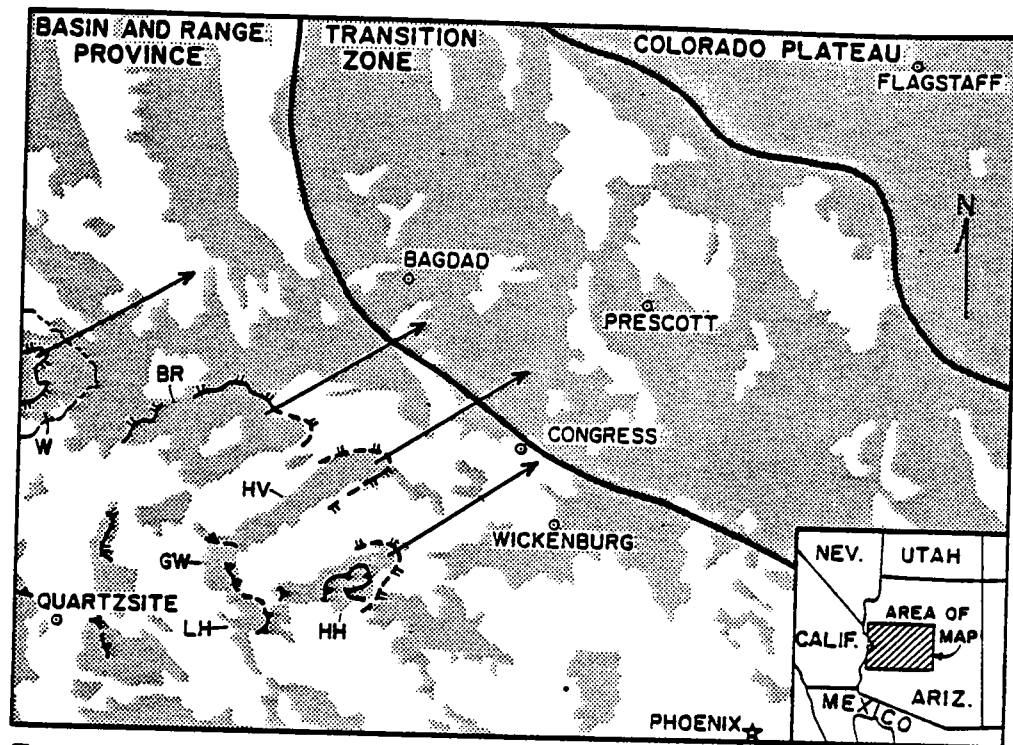 BASIN AND RANGE
PROVINCE
TRANSITION
ZONE
COLORADO PLATEAU
FLAGSTAFF
N
BAGDAD
PRESCOTT
BR
W
CONGRESS
HV
WICKENBURG
GW
QUARTZSITE
LH
HH
PHOENIX
NEV.
UTAH
AREA OF
MAP
CALIF.
ARIZ.
MEXICO